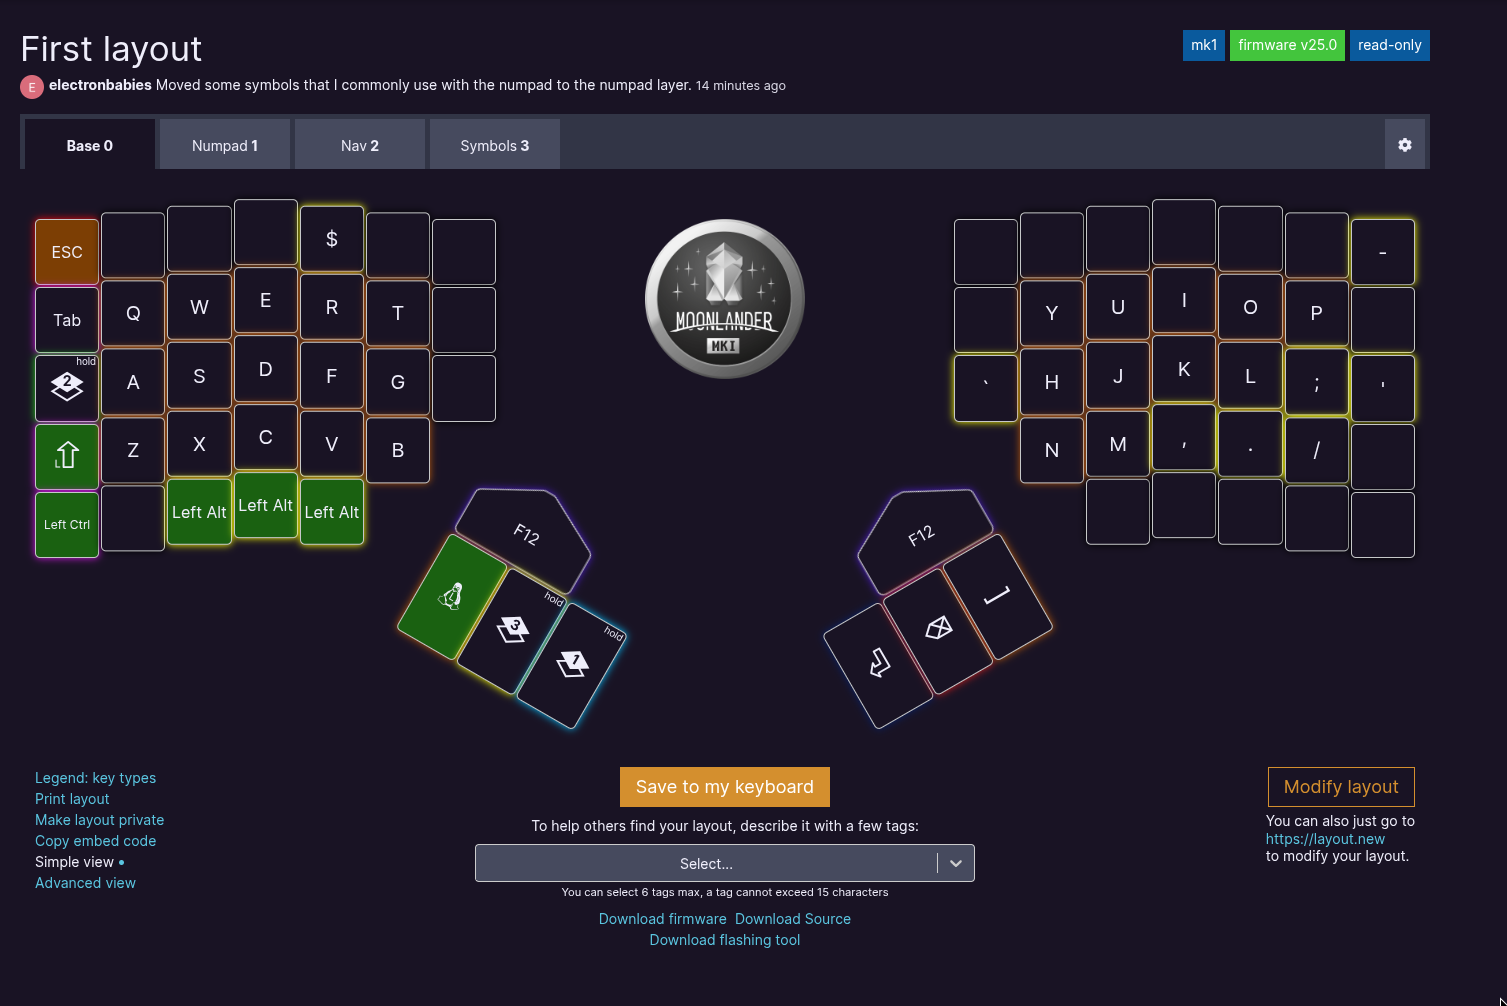 First layout
mk1 firmware v25.0 read-only
E electronbabies Moved some symbols that I commonly use with the numpad to the numpad layer. 14 minutes ago
Base 0 Numpad 1 Nav 2 Symbols 3
ESC $ -
Tab Q W E R T Y U I O P
hold 2 A S D F G ` H J K L ; '
L Z X C V B N M , . /
Left Ctrl Left Alt Left Alt Left Alt
F12 F12
L 3 hold 1 hold
MOONLANDER
MKI
Legend: key types
Print layout
Make layout private
Copy embed code
Simple view •
Advanced view
Save to my keyboard
To help others find your layout, describe it with a few tags:
Select...
You can select 6 tags max, a tag cannot exceed 15 characters
Download firmware Download Source
Download flashing tool
Modify layout
You can also just go to
https://layout.new
to modify your layout.